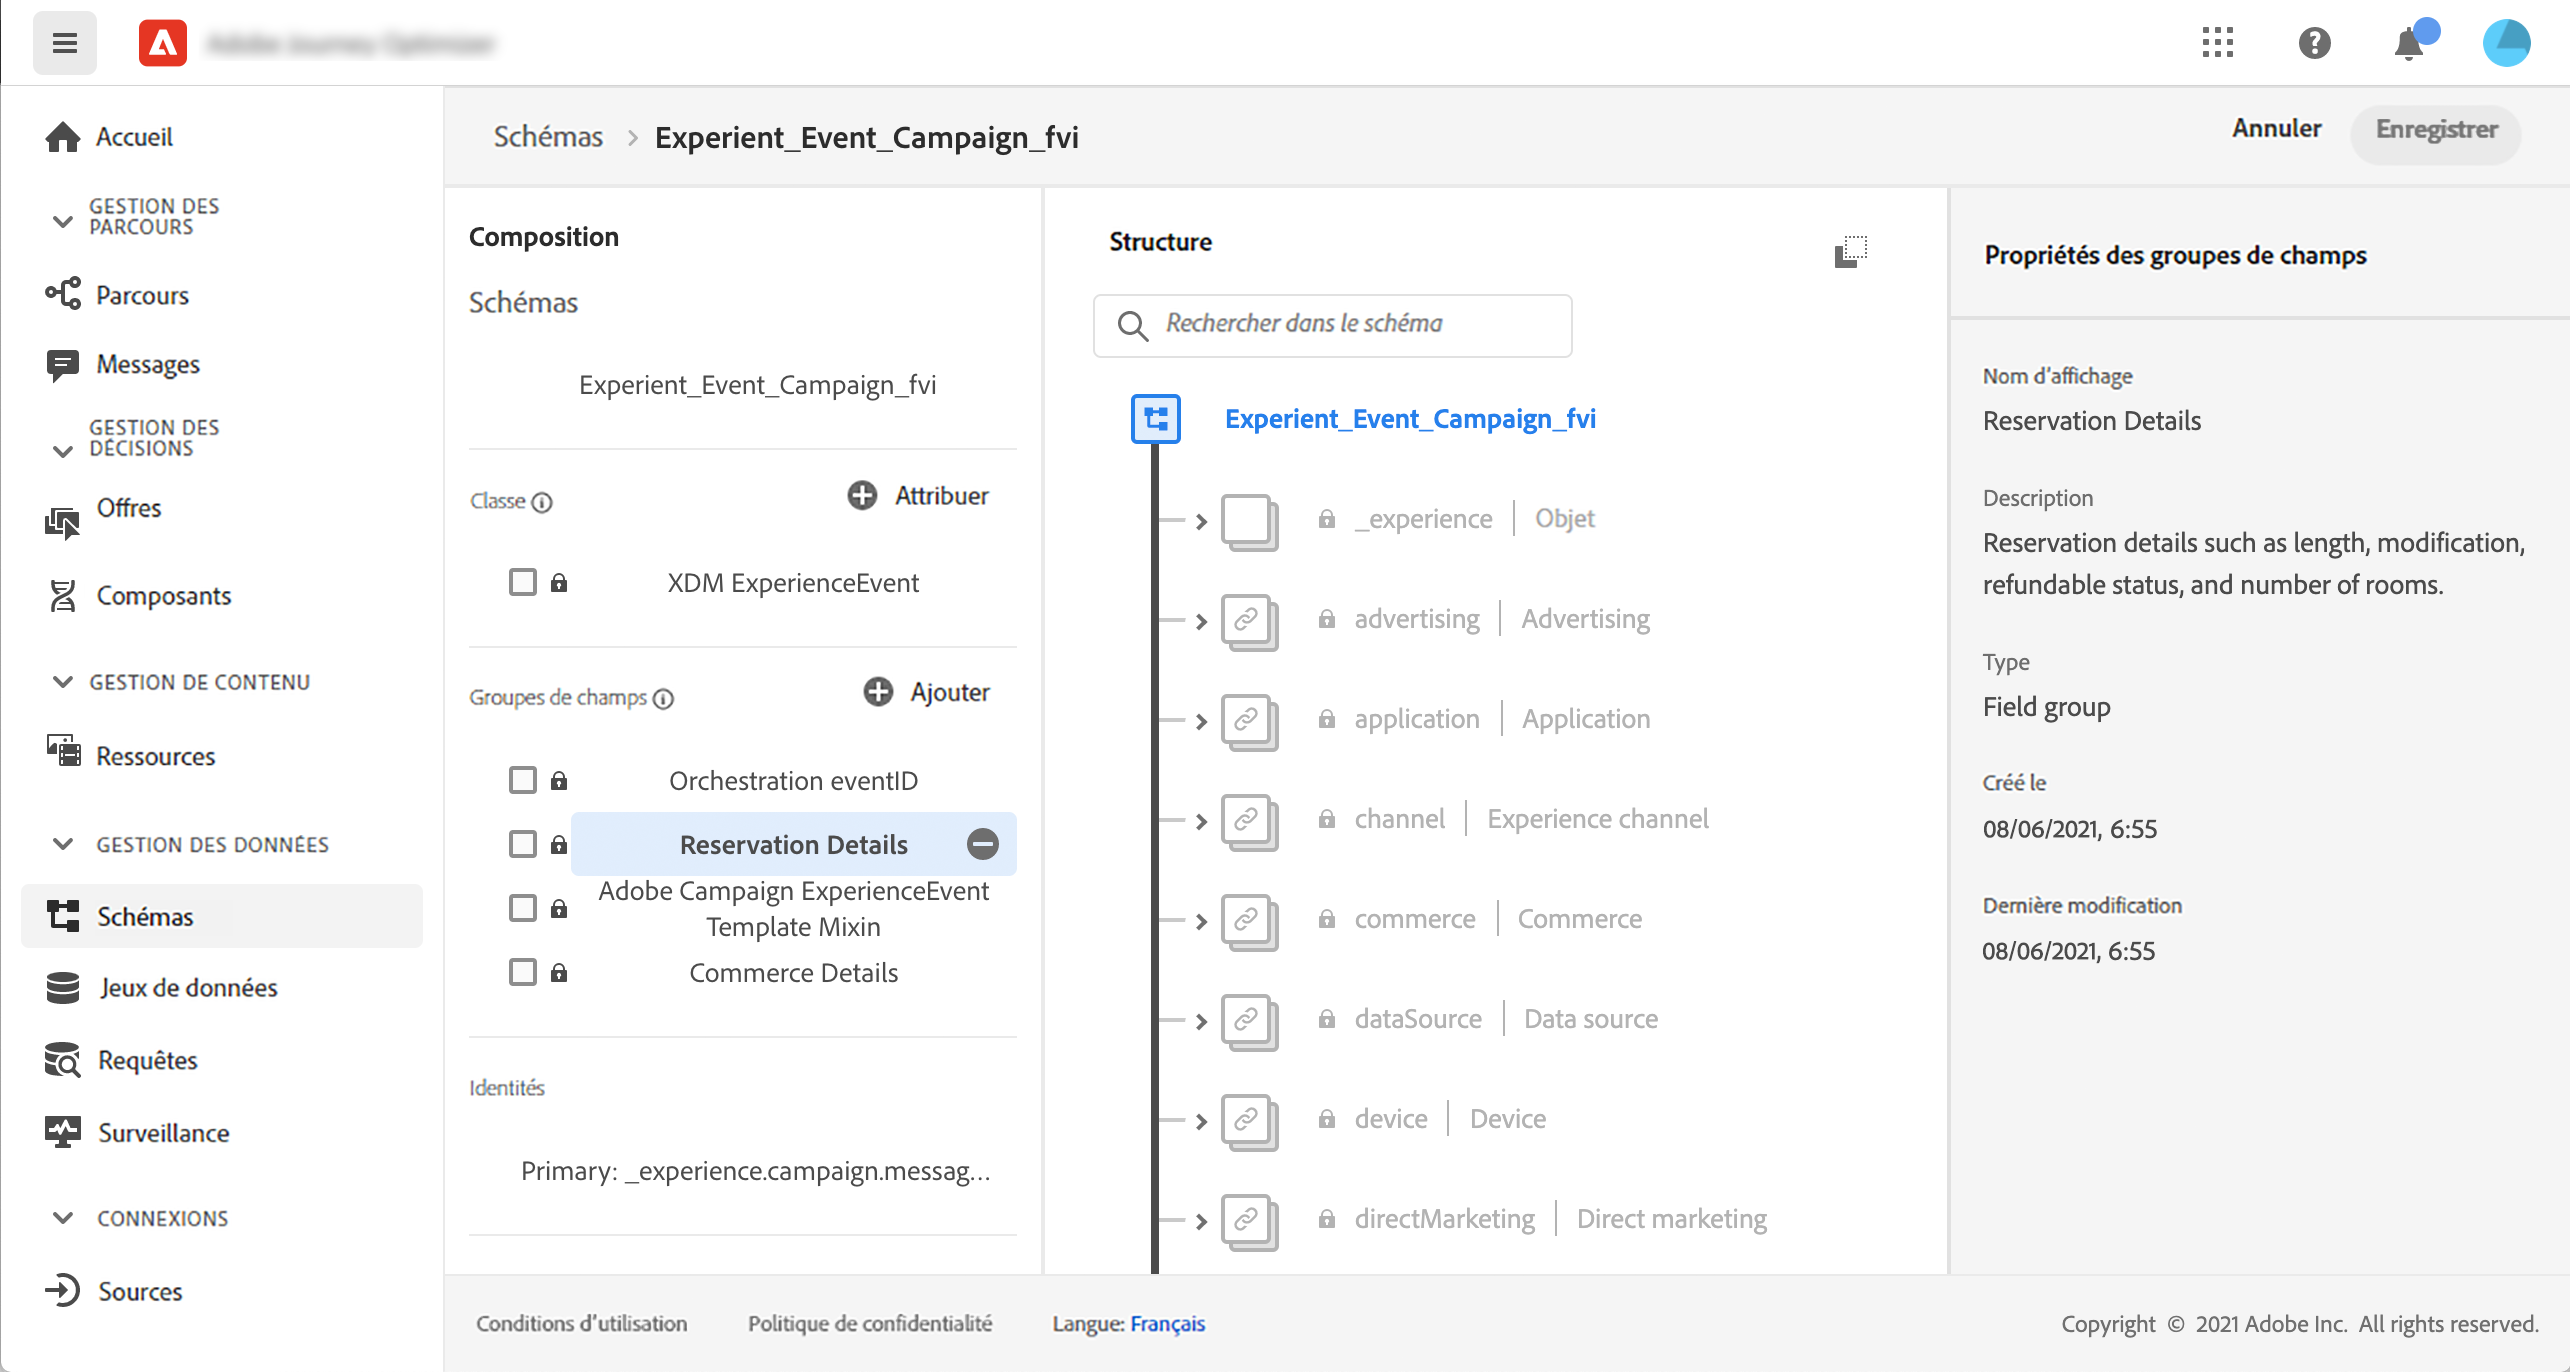 Accueil
GESTION DES
PARCOURS
Parcours
Messages
GESTION DES
DÉCISIONS
Offres
Composants
GESTION DE CONTENU
Ressources
GESTION DES DONNÉES
Schémas
Jeux de données
Requêtes
Surveillance
CONNEXIONS
Sources
Schémas > Experient_Event_Campaign_fvi
Annuler
Enregistrer
Composition
Schémas
Experient_Event_Campaign_fvi
Classe
Attribuer
XDM ExperienceEvent
Groupes de champs
Ajouter
Orchestration eventID
Reservation Details
Adobe Campaign ExperienceEvent
Template Mixin
Commerce Details
Identités
Primary: _experience.campaign.messag...
Structure
Rechercher dans le schéma
Experient_Event_Campaign_fvi
_experience | Objet
advertising | Advertising
application | Application
channel | Experience channel
commerce | Commerce
dataSource | Data source
device | Device
directMarketing | Direct marketing
Propriétés des groupes de champs
Nom d'affichage
Reservation Details
Description
Reservation details such as length, modification,
refundable status, and number of rooms.
Type
Field group
Créé le
08/06/2021, 6:55
Dernière modification
08/06/2021, 6:55
Conditions d'utilisation
Politique de confidentialité
Langue: Français
Copyright © 2021 Adobe Inc. All rights reserved.